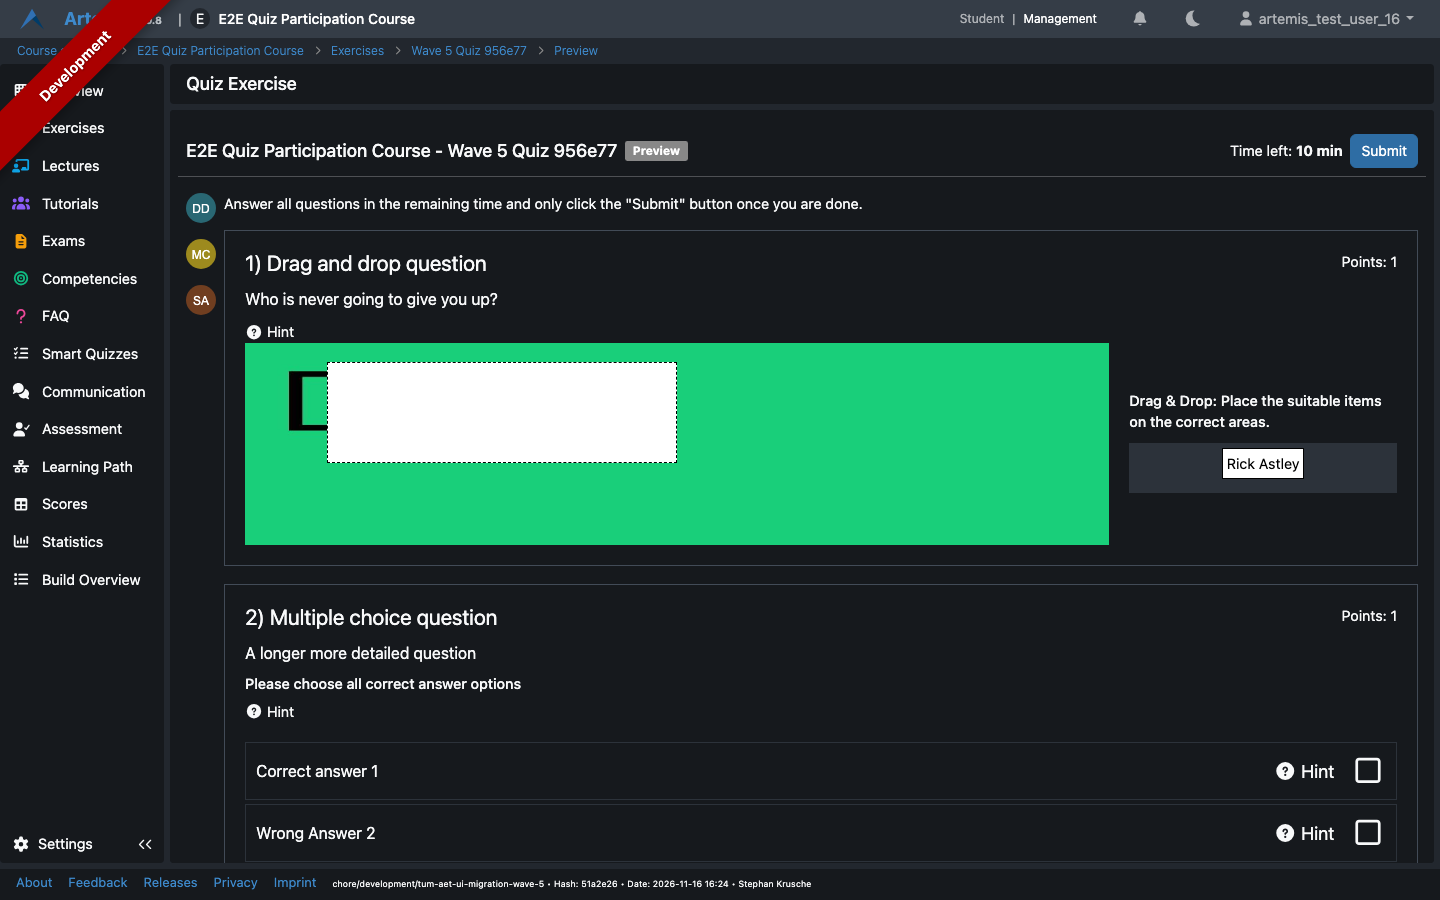 E E2E Quiz Participation Course
Student | Management
artemis_test_user_16
Development
Course
E2E Quiz Participation Course
Exercises
Wave 5 Quiz 956e77
Preview
Exercises
Lectures
Tutorials
Exams
Competencies
FAQ
Smart Quizzes
Communication
Assessment
Learning Path
Scores
Statistics
Build Overview
Settings
Quiz Exercise
E2E Quiz Participation Course - Wave 5 Quiz 956e77 Preview
Time left: 10 min Submit
DD
MC
SA
Answer all questions in the remaining time and only click the "Submit" button once you are done.
1) Drag and drop question
Points: 1
Who is never going to give you up?
Hint
Drag & Drop: Place the suitable items
on the correct areas.
Rick Astley
2) Multiple choice question
Points: 1
A longer more detailed question
Please choose all correct answer options
Hint
Correct answer 1
Hint
Wrong Answer 2
Hint
About Feedback Releases Privacy Imprint
chore/development/tum-aet-ui-migration-wave-5 • Hash: 51a2e26 • Date: 2026-11-16 16:24 • Stephan Krusche